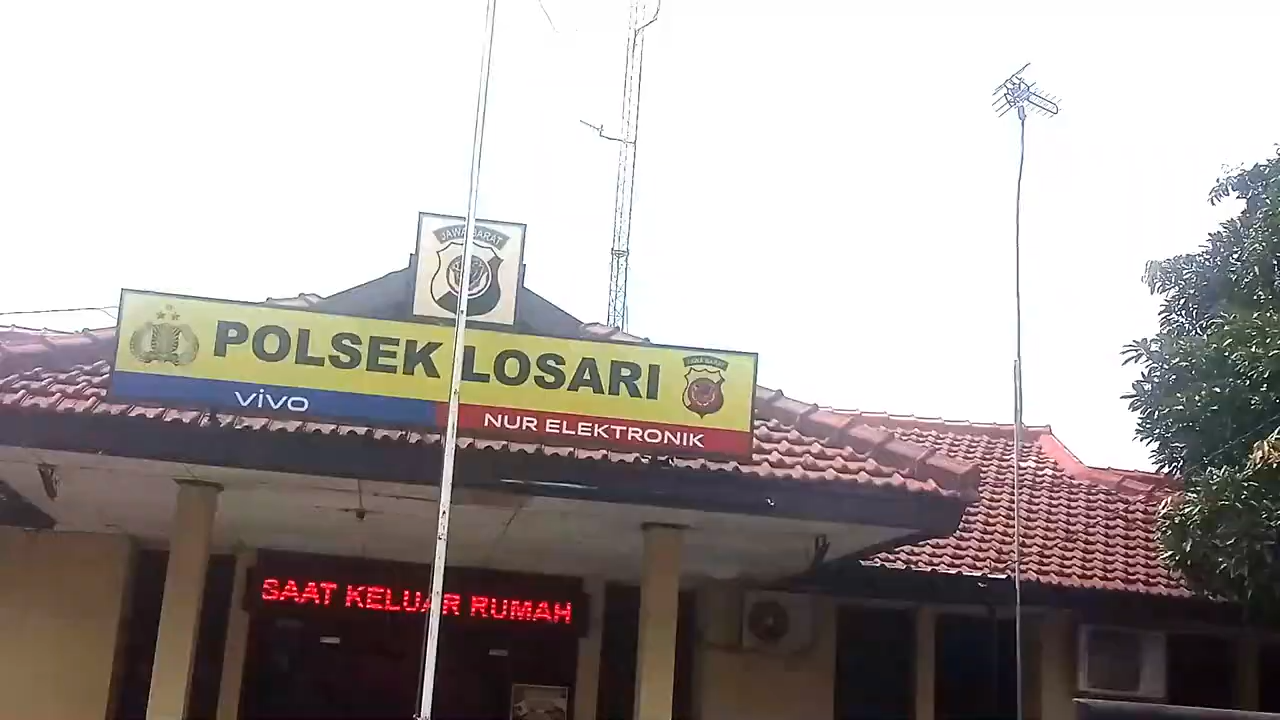 JAWA BARAT
POLSEK LOSARI
JAWA BARAT
vivo
NUR ELEKTRONIK
SAAT KELUAR RUMAH